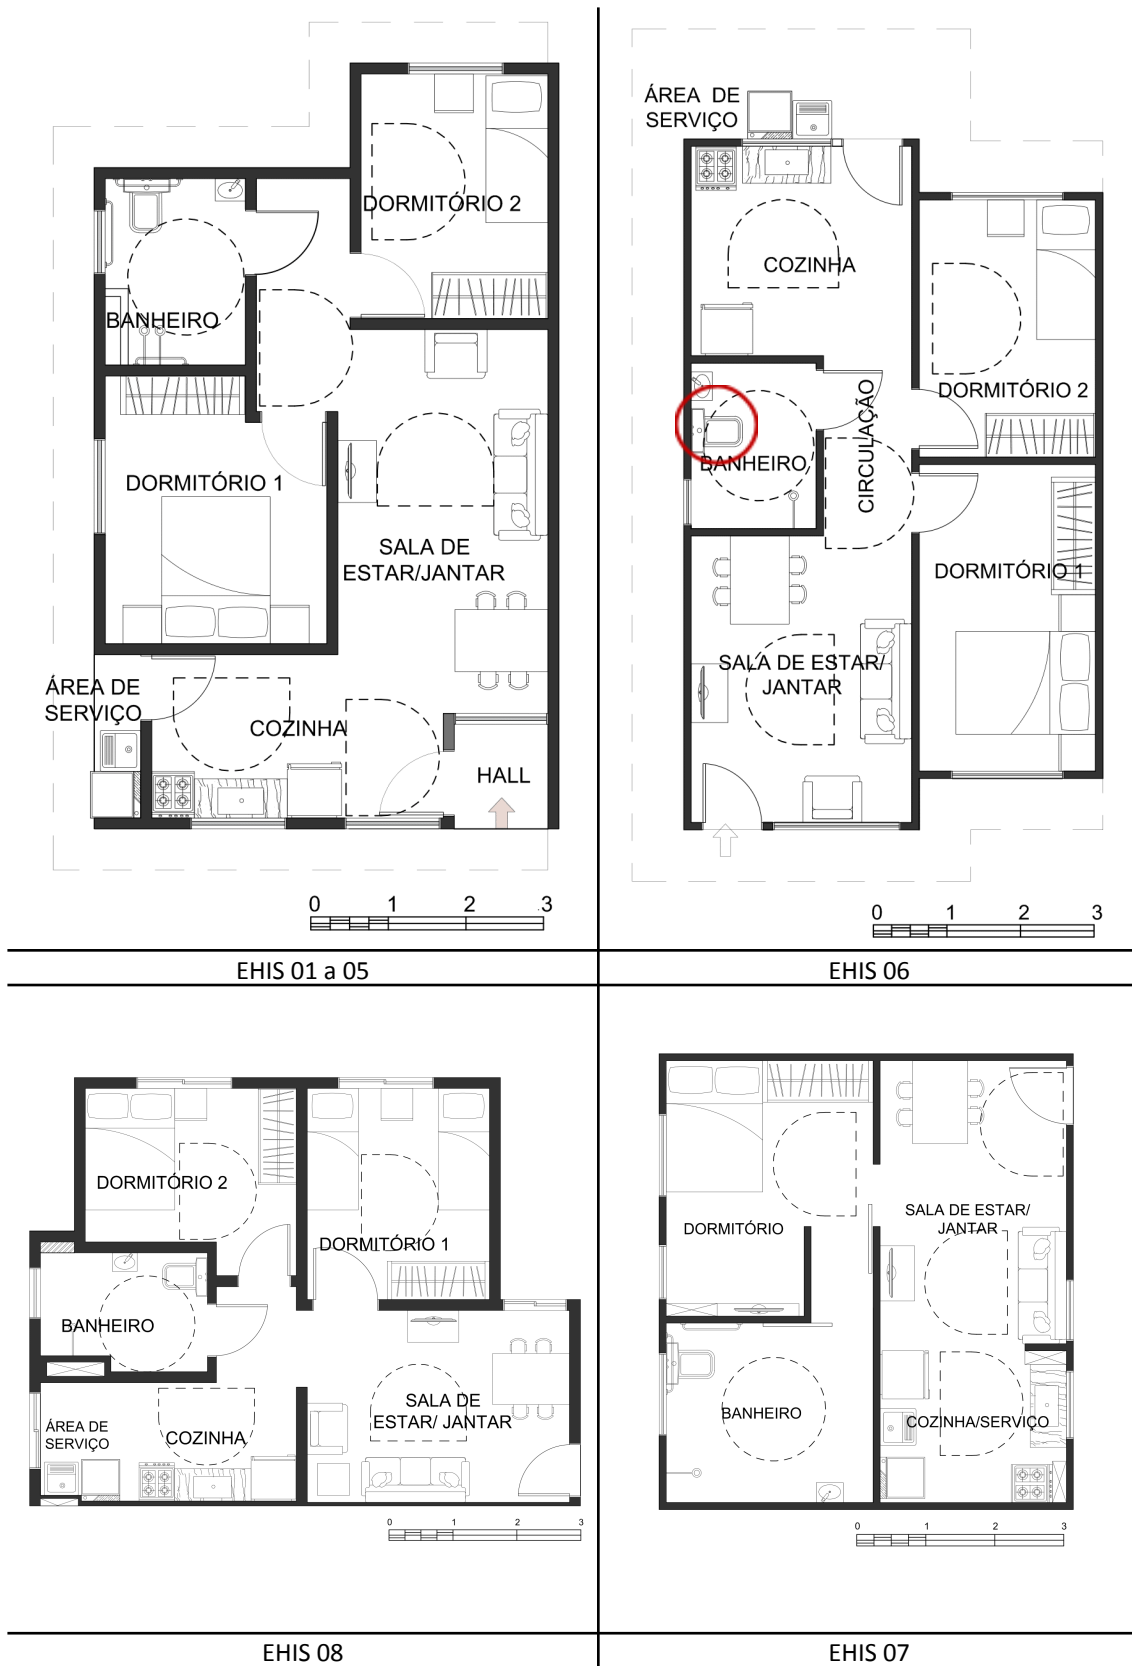 DORMITÓRIO 2
BANHEIRO
DORMITÓRIO 1
SALA DE
ESTAR/JANTAR
ÁREA DE
SERVIÇO
COZINHA
HALL
0 1 2 3
EHIS 01 a 05
ÁREA DE
SERVIÇO
COZINHA
DORMITÓRIO 2
CIRCULAÇÃO
BANHEIRO
DORMITÓRIO 1
SALA DE ESTAR/
JANTAR
0 1 2 3
EHIS 06
DORMITÓRIO 2
DORMITÓRIO 1
BANHEIRO
SALA DE
ESTAR/ JANTAR
ÁREA DE
SERVIÇO
COZINHA
0 1 2 3
EHIS 08
DORMITÓRIO
SALA DE ESTAR/
JANTAR
BANHEIRO
COZINHA/SERVIÇO
0 1 2 3
EHIS 07